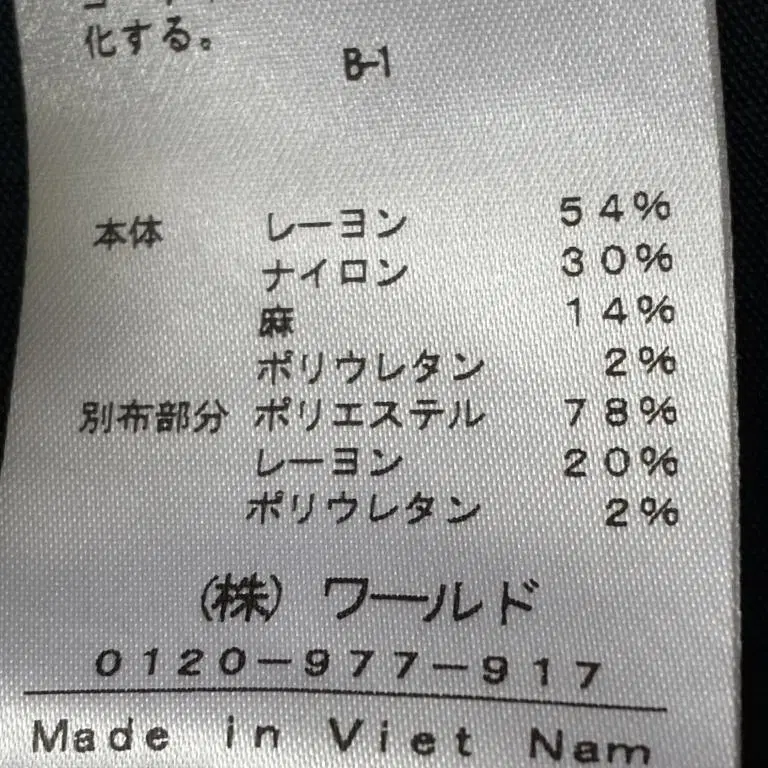 化する。
B-1
本体 レーヨン 54%
ナイロン 30%
麻 14%
ポリウレタン 2%
別布部分 ポリエステル 78%
レーヨン 20%
ポリウレタン 2%
(株) ワールド
0120-977-917
Made in Viet Nam